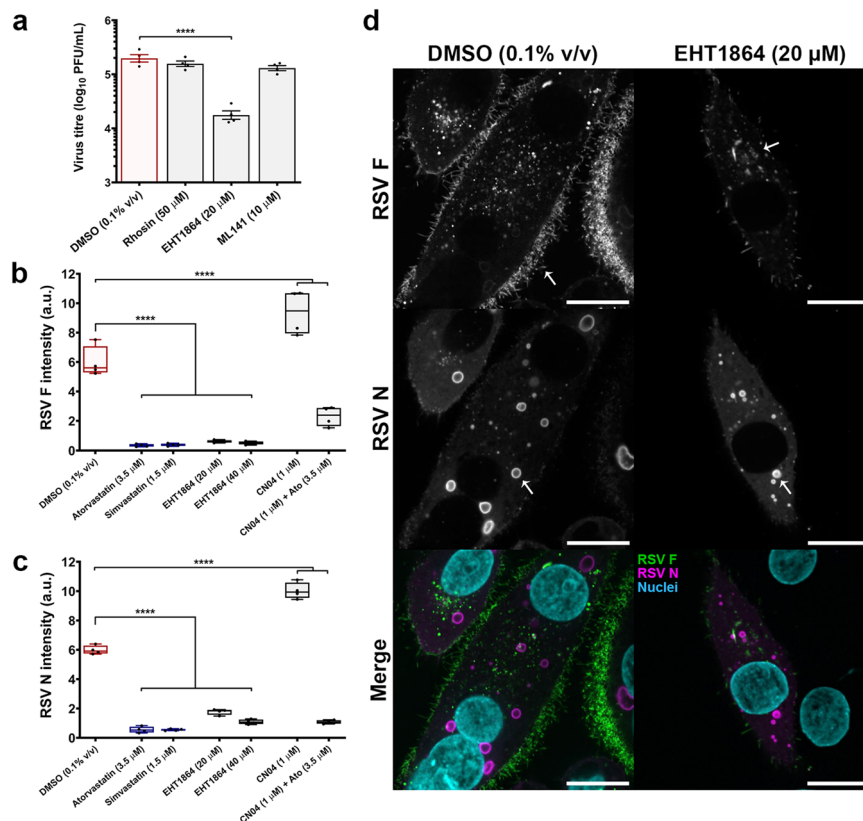 a
Virus titre (log₁₀ PFU/mL)
10⁶
10⁵
10⁴
3
****
DMSO (0.1% v/v)
Rhosin (50 μM)
EHT1864 (20 μM)
ML141 (10 μM)
b
RSV F intensity (a.u.)
12
10
8
6
4
2
0
****
****
DMSO (0.1% v/v)
Atorvastatin (3.5 μM)
Simvastatin (1.5 μM)
EHT1864 (20 μM)
EHT1864 (40 μM)
CN04 (1 μM)
CN04 (1 μM) + Ato (3.5 μM)
c
RSV N intensity (a.u.)
12
10
8
6
4
2
0
****
****
DMSO (0.1% v/v)
Atorvastatin (3.5 μM)
Simvastatin (1.5 μM)
EHT1864 (20 μM)
EHT1864 (40 μM)
CN04 (1 μM)
CN04 (1 μM) + Ato (3.5 μM)
d
DMSO (0.1% v/v)
EHT1864 (20 μM)
RSV F
RSV N
Merge
RSV F
RSV N
Nuclei